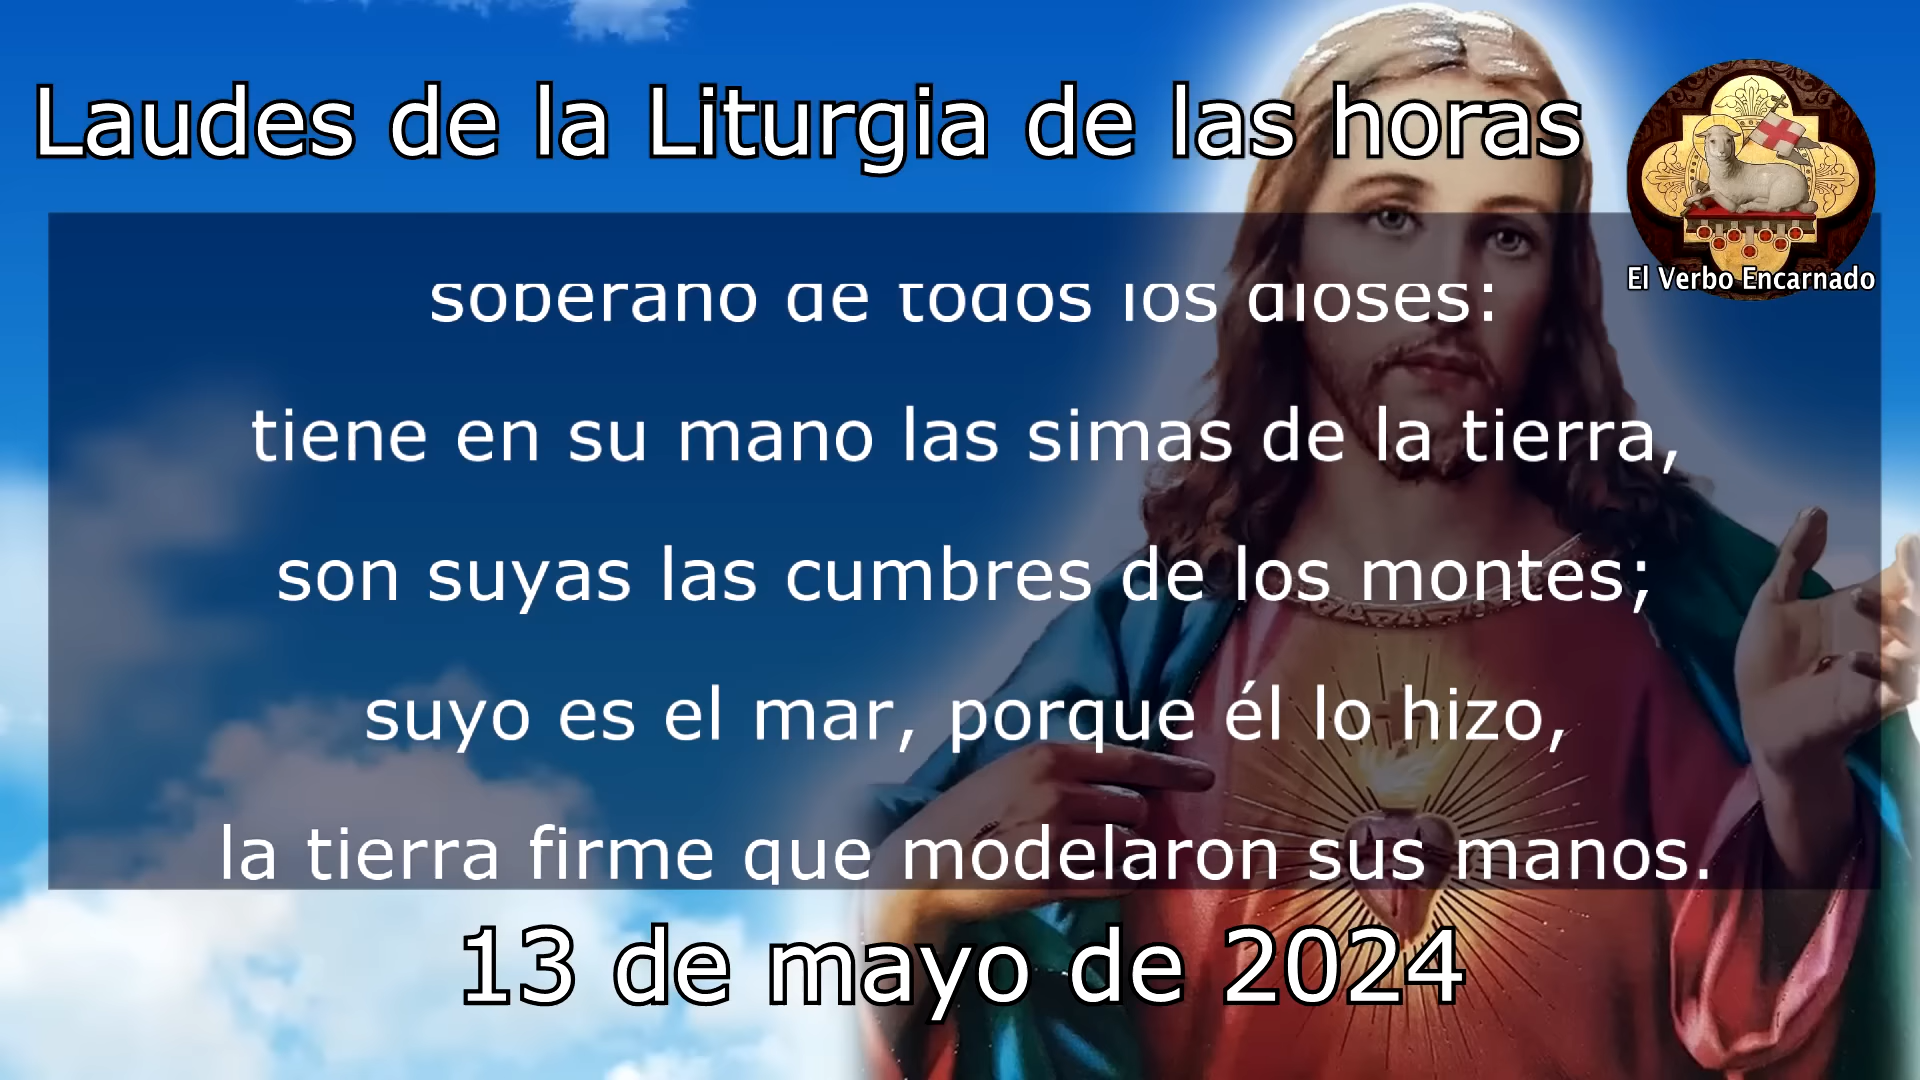 Laudes de la Liturgia de las horas
El Verbo Encarnado
soberano de todos los dioses:
tiene en su mano las simas de la tierra,
son suyas las cumbres de los montes;
suyo es el mar, porque él lo hizo,
la tierra firme que modelaron sus manos.
13 de mayo de 2024